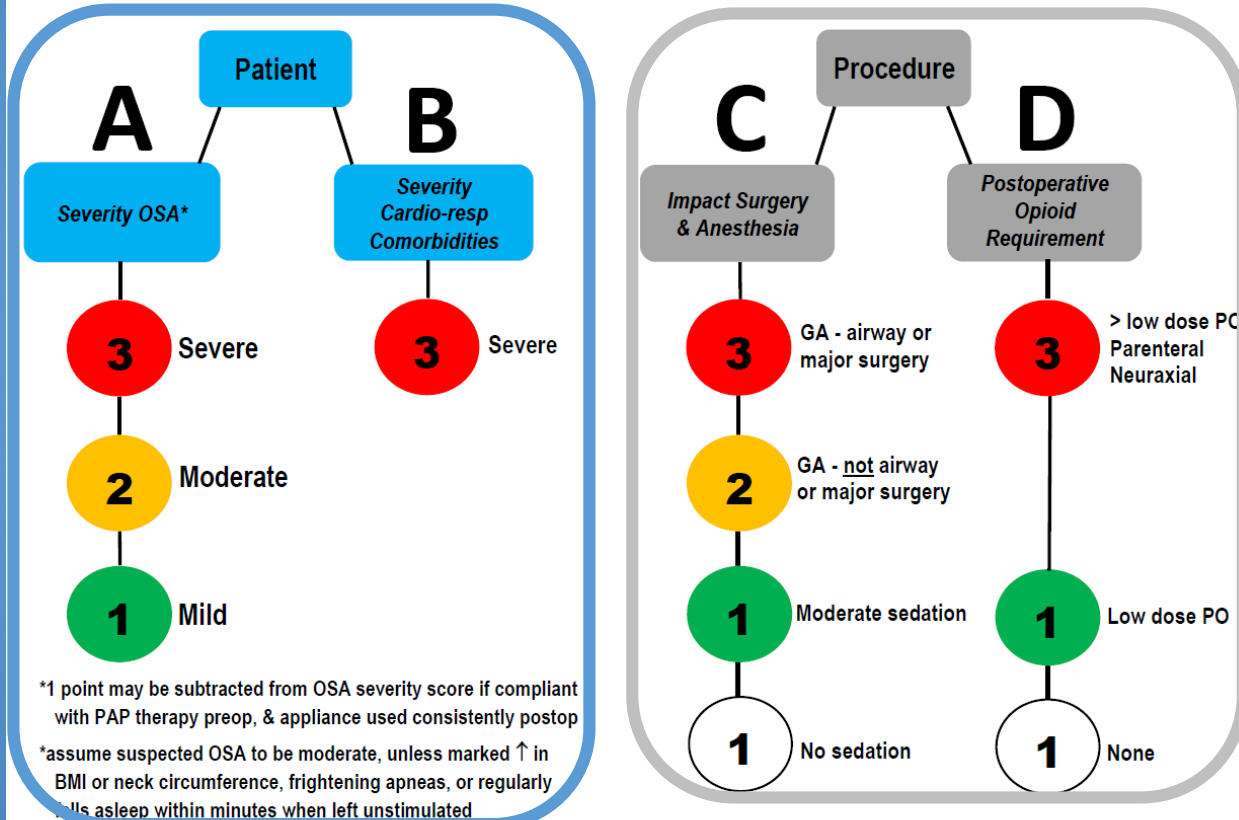 Patient
A
B
Severity OSA*
Severity
Cardio-resp
Comorbidities
3
Severe
3
Severe
2
Moderate
1
Mild
*1 point may be subtracted from OSA severity score if compliant
with PAP therapy preop, & appliance used consistently postop
*assume suspected OSA to be moderate, unless marked ↑ in
BMI or neck circumference, frightening apneas, or regularly
asleep within minutes when left unstimulated
Procedure
C
D
Impact Surgery
& Anesthesia
Postoperative
Opioid
Requirement
3
GA - airway or
major surgery
3
> low dose PO
Parenteral
Neuraxial
2
GA - not airway
or major surgery
1
Moderate sedation
1
Low dose PO
1
No sedation
1
None